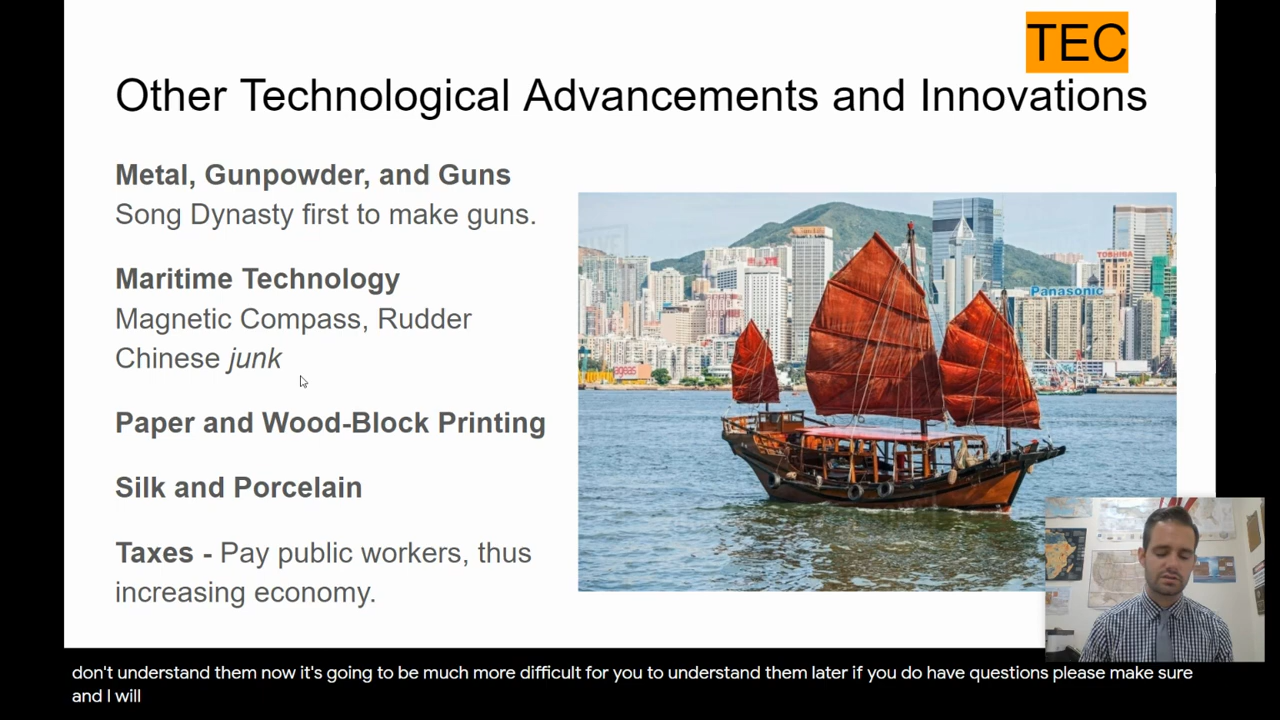 TEC
Other Technological Advancements and Innovations
Metal, Gunpowder, and Guns
Song Dynasty first to make guns.
Maritime Technology
Magnetic Compass, Rudder
Chinese junk
Paper and Wood-Block Printing
Silk and Porcelain
Taxes - Pay public workers, thus
increasing economy.
TOSHIBA
Panasonic
ageas
don't understand them now it's going to be much more difficult for you to understand them later if you do have questions please make sure
and I will